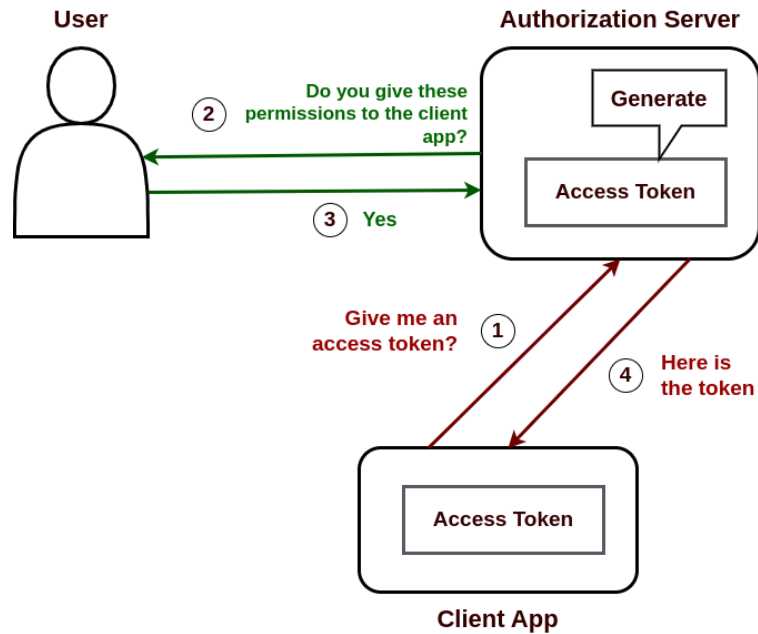 User
Authorization Server
Do you give these
permissions to the client
app?
2
Generate
Access Token
3
Yes
Give me an
access token?
1
4
Here is
the token
Access Token
Client App